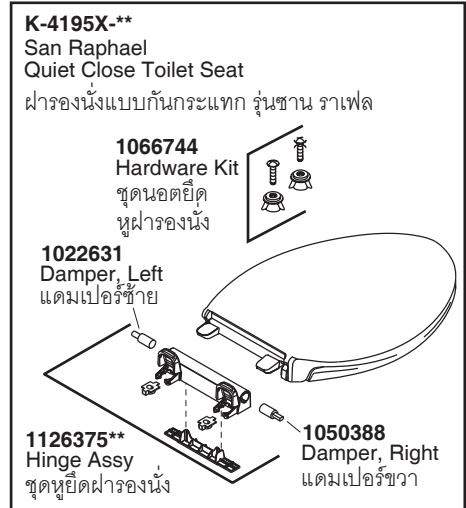 K-4195X-**
San Raphael
Quiet Close Toilet Seat
ฝารองนั่งแบบกันกระแทก รุ่นซาน ราเฟล
1066744
Hardware Kit
ชุดนอตยึด
หูฝารองนั่ง
1022631
Damper, Left
แดมเปอร์ซ้าย
1126375**
Hinge Assy
ชุดหูยึดฝารองนั่ง
1050388
Damper, Right
แดมเปอร์ขวา